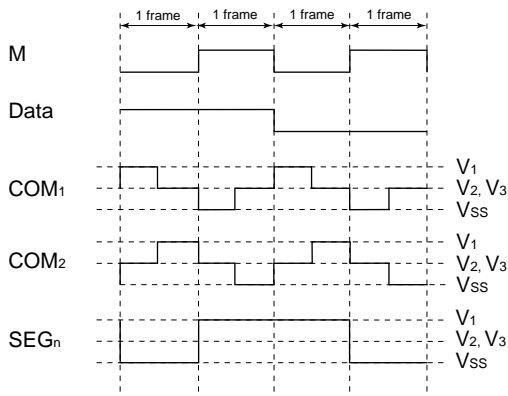 1 frame 1 frame 1 frame 1 frame
M
Data
V1
COM1 V2, V3
VSS
V1
COM2 V2, V3
VSS
V1
SEGn V2, V3
VSS